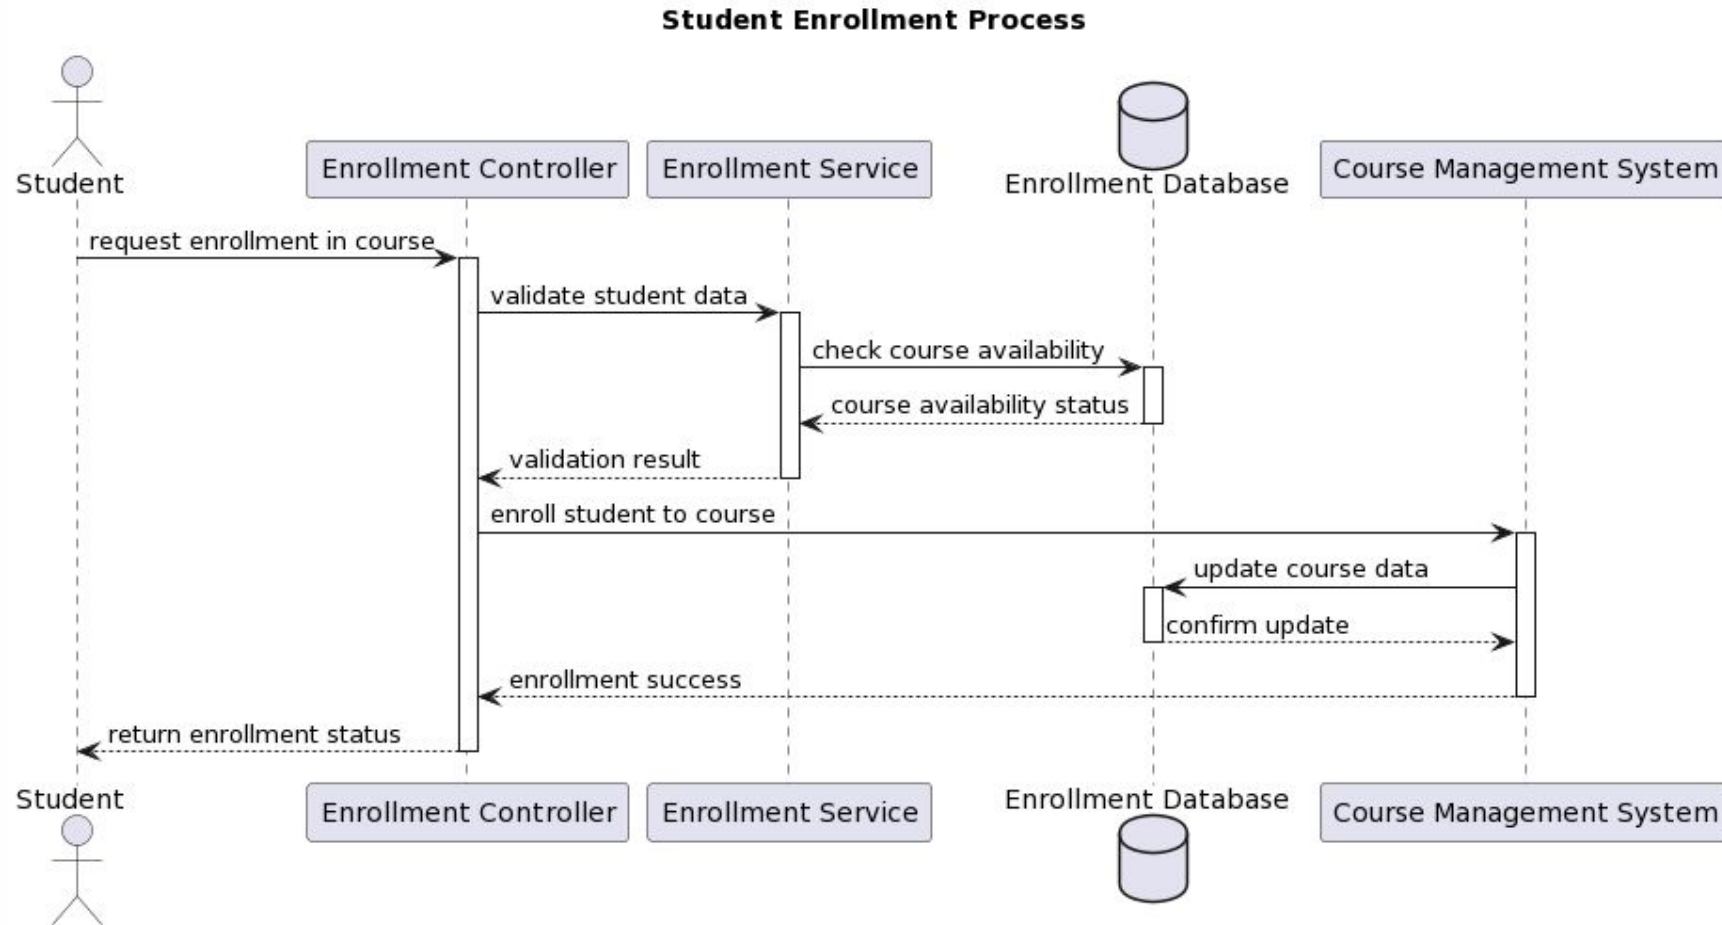 Student Enrollment Process
Student
Enrollment Controller
Enrollment Service
Enrollment Database
Course Management System
request enrollment in course
validate student data
check course availability
course availability status
validation result
enroll student to course
update course data
confirm update
enrollment success
return enrollment status
Student
Enrollment Controller
Enrollment Service
Enrollment Database
Course Management System